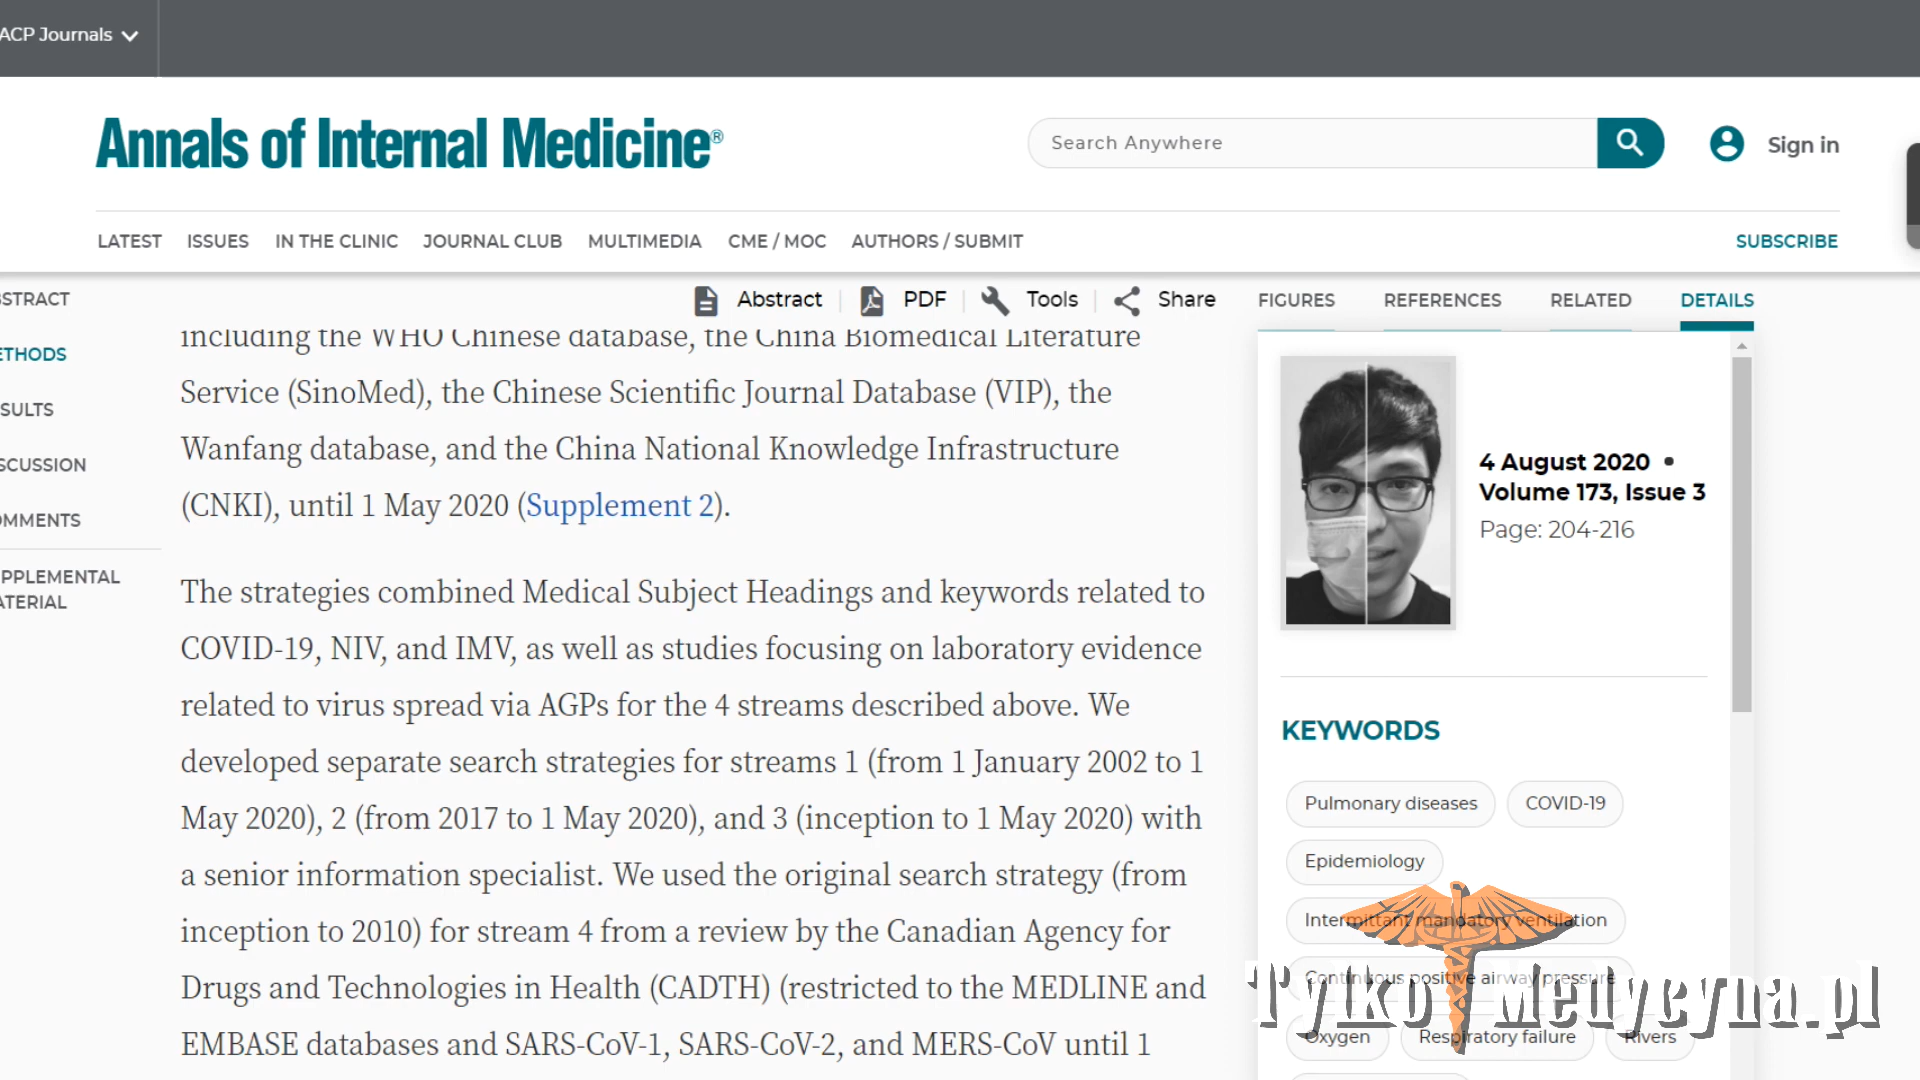 ACP Journals
Annals of Internal Medicine®
Search Anywhere
Sign in
LATEST ISSUES IN THE CLINIC JOURNAL CLUB MULTIMEDIA CME / MOC AUTHORS / SUBMIT SUBSCRIBE
STRACT
ETHODS
SULTS
SCUSSION
OMMENTS
PPLEMENTAL
ATERIAL
Abstract PDF Tools Share
including the WHO Chinese database, the China Biomedical Literature
Service (SinoMed), the Chinese Scientific Journal Database (VIP), the
Wanfang database, and the China National Knowledge Infrastructure
(CNKI), until 1 May 2020 (Supplement 2).
The strategies combined Medical Subject Headings and keywords related to
COVID-19, NIV, and IMV, as well as studies focusing on laboratory evidence
related to virus spread via AGPs for the 4 streams described above. We
developed separate search strategies for streams 1 (from 1 January 2002 to 1
May 2020), 2 (from 2017 to 1 May 2020), and 3 (inception to 1 May 2020) with
a senior information specialist. We used the original search strategy (from
inception to 2010) for stream 4 from a review by the Canadian Agency for
Drugs and Technologies in Health (CADTH) (restricted to the MEDLINE and
EMBASE databases and SARS-CoV-1, SARS-CoV-2, and MERS-CoV until 1
FIGURES REFERENCES RELATED DETAILS
4 August 2020 •
Volume 173, Issue 3
Page: 204-216
KEYWORDS
Pulmonary diseases COVID-19
Epidemiology
Intermittant mandatory ventilation
Continuous positive airway pressure
Oxygen Respiratory failure Rivers
Tylko Medycyna.pl